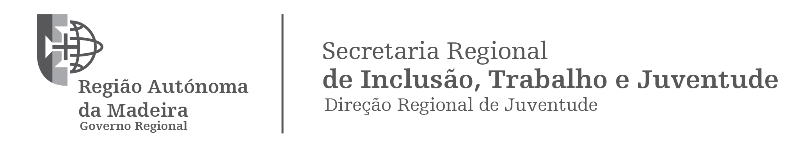 Região Autónoma
da Madeira
Governo Regional
Secretaria Regional
de Inclusão, Trabalho e Juventude
Direção Regional de Juventude